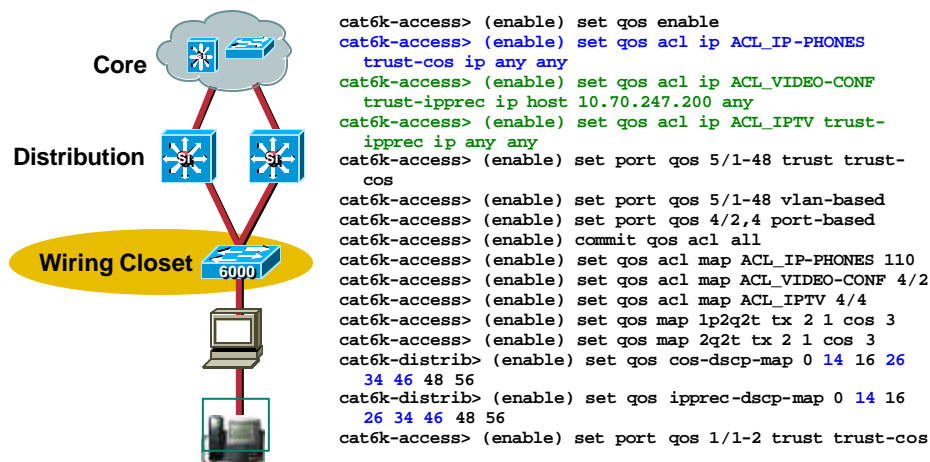 Core
Si
Distribution
Si
Si
Wiring Closet
6000
cat6k-access> (enable) set qos enable
cat6k-access> (enable) set qos acl ip ACL_IP-PHONES
trust-cos ip any any
cat6k-access> (enable) set qos acl ip ACL_VIDEO-CONF
trust-ipprec ip host 10.70.247.200 any
cat6k-access> (enable) set qos acl ip ACL_IPTV trust-
ipprec ip any any
cat6k-access> (enable) set port qos 5/1-48 trust trust-
cos
cat6k-access> (enable) set port qos 5/1-48 vlan-based
cat6k-access> (enable) set port qos 4/2,4 port-based
cat6k-access> (enable) commit qos acl all
cat6k-access> (enable) set qos acl map ACL_IP-PHONES 110
cat6k-access> (enable) set qos acl map ACL_VIDEO-CONF 4/2
cat6k-access> (enable) set qos acl map ACL_IPTV 4/4
cat6k-access> (enable) set qos map 1p2q2t tx 2 1 cos 3
cat6k-access> (enable) set qos map 2q2t tx 2 1 cos 3
cat6k-distrib> (enable) set qos cos-dscp-map 0 14 16 26
34 46 48 56
cat6k-distrib> (enable) set qos ipprec-dscp-map 0 14 16
26 34 46 48 56
cat6k-access> (enable) set port qos 1/1-2 trust trust-cos